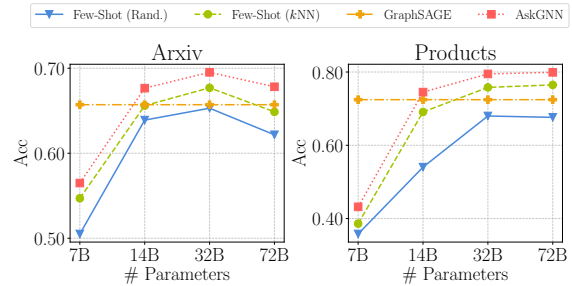 Few-Shot (Rand.) Few-Shot (kNN) GraphSAGE AskGNN
Arxiv
0.70
0.60
0.50
Acc
7B 14B 32B 72B
# Parameters
Products
0.80
0.60
0.40
Acc
7B 14B 32B 72B
# Parameters